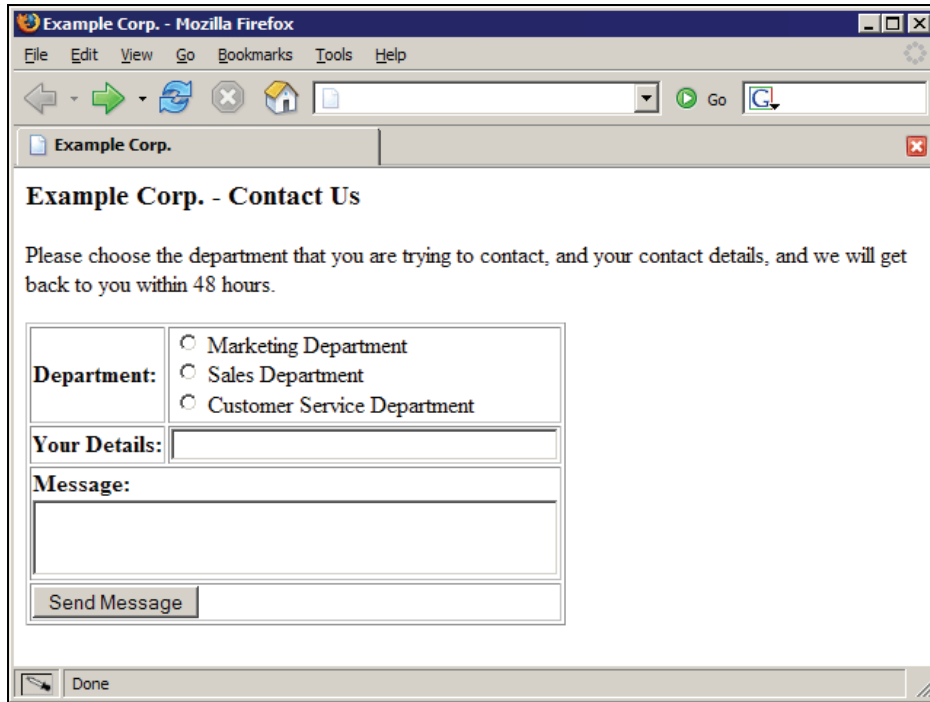 Example Corp. - Mozilla Firefox
File Edit View Go Bookmarks Tools Help
Go G
Example Corp.
Example Corp. - Contact Us
Please choose the department that you are trying to contact, and your contact details, and we will get
back to you within 48 hours.
Marketing Department
Department: Sales Department
Customer Service Department
Your Details:
Message:
Send Message
Done